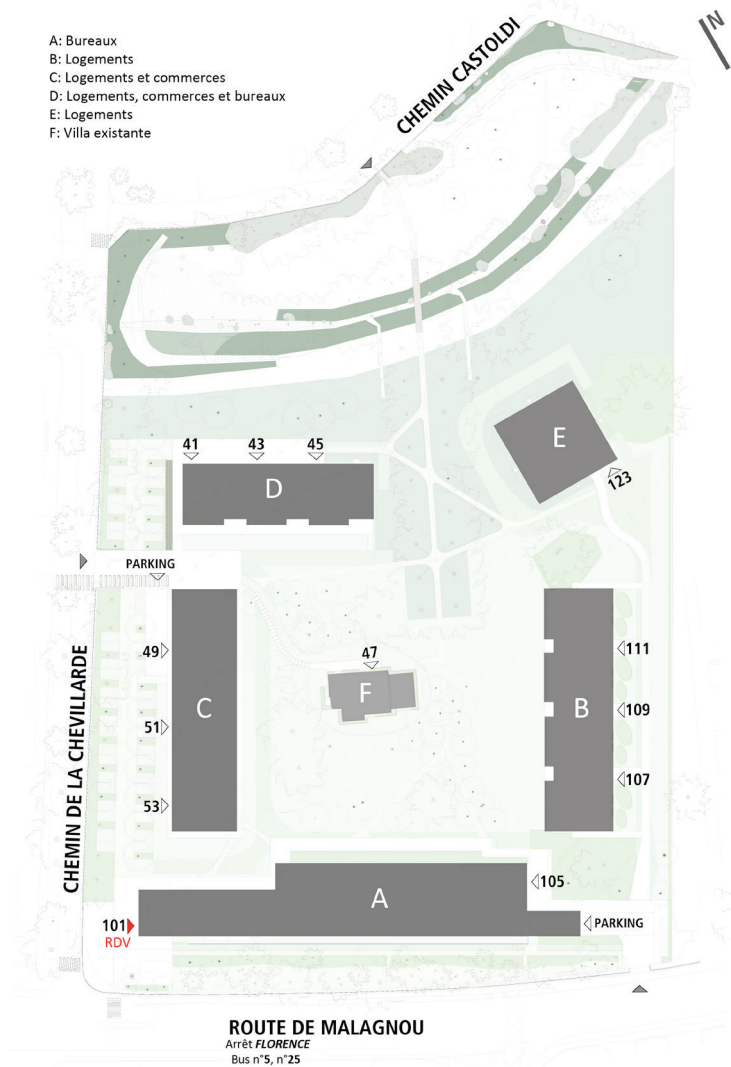 N
A: Bureaux
B: Logements
C: Logements et commerces
D: Logements, commerces et bureaux
E: Logements
F: Villa existante
CHEMIN CASTOLDI
41
43
45
D
E
123
PARKING
CHEMIN DE LA CHEVILLARDE
49
51
53
C
47
F
B
111
109
107
A
105
101
RDV
PARKING
ROUTE DE MALAGNOU
Arrêt FLORENCE
Bus n°5, n°25